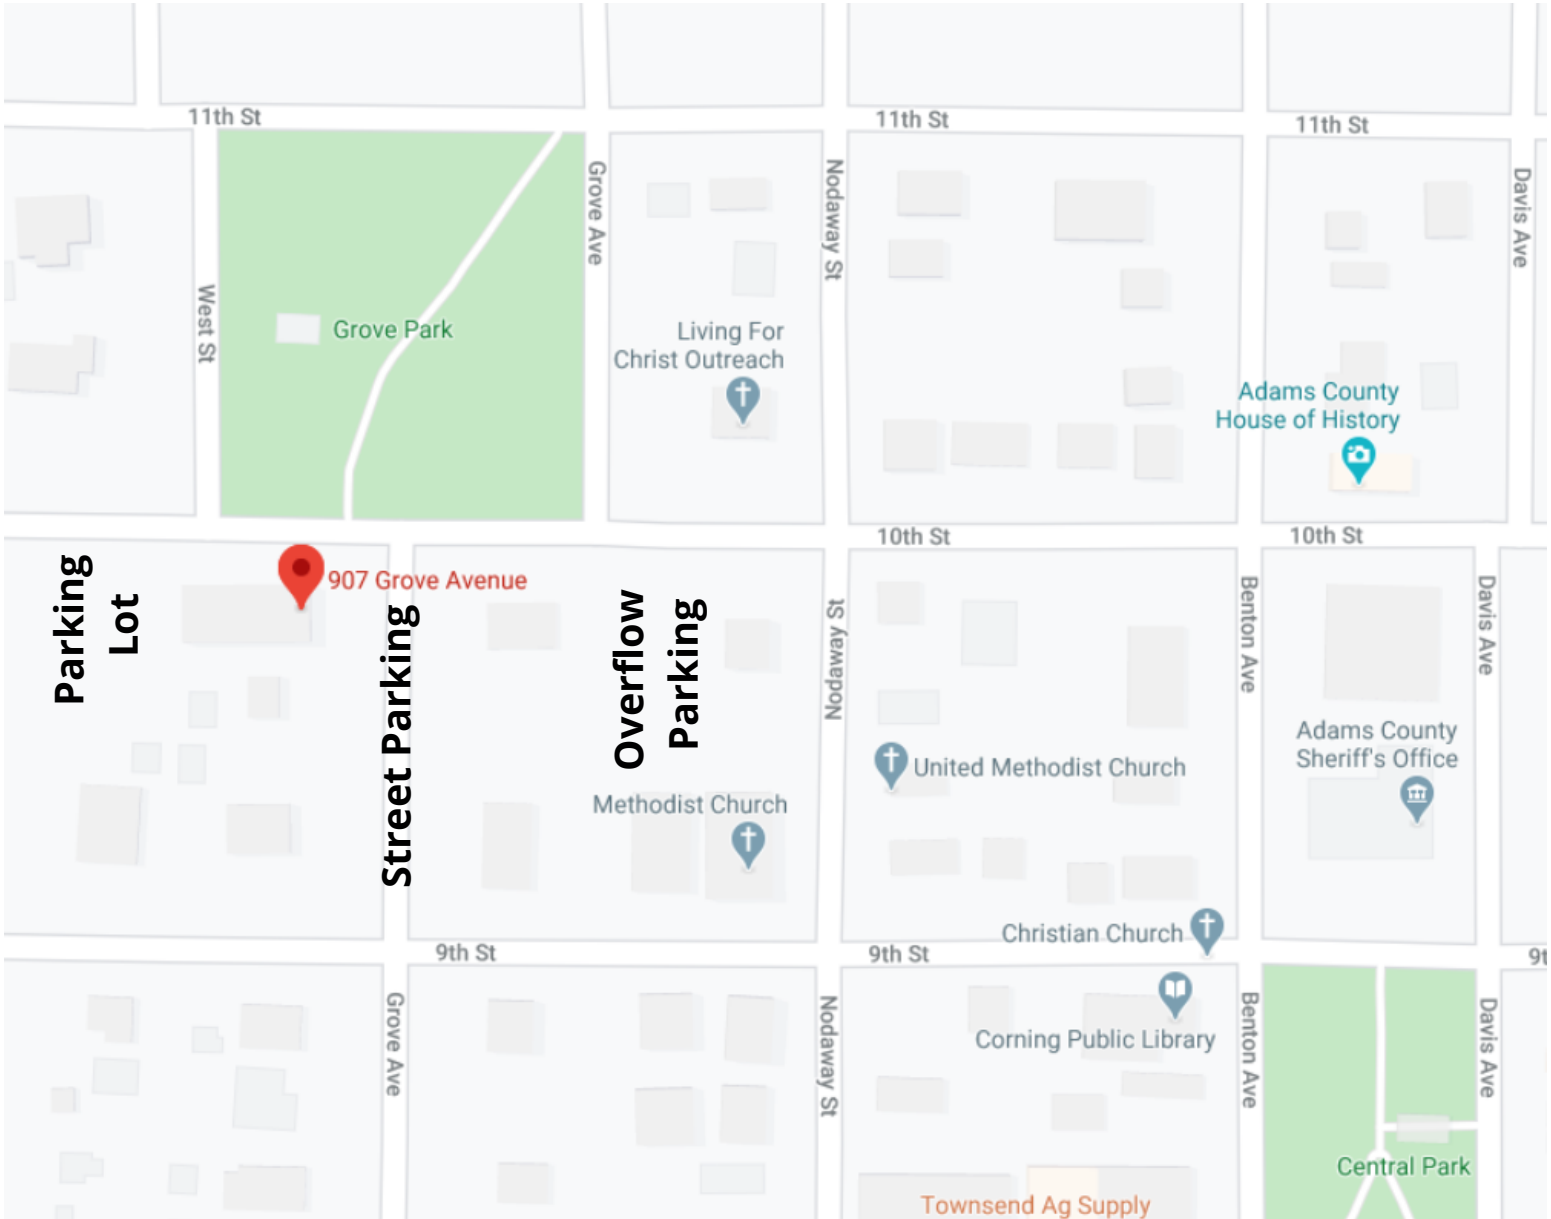 11th St
11th St
11th St
Grove Ave
Nodaway St
Davis Ave
West St
Grove Park
Living For
Christ Outreach
Adams County
House of History
10th St
10th St
Parking
Lot
907 Grove Avenue
Street Parking
Overflow
Parking
Nodaway St
Benton Ave
Davis Ave
Adams County
Sheriff's Office
United Methodist Church
Methodist Church
Christian Church
9th St
9th St
9t
Grove Ave
Nodaway St
Corning Public Library
Benton Ave
Davis Ave
Central Park
Townsend Ag Supply